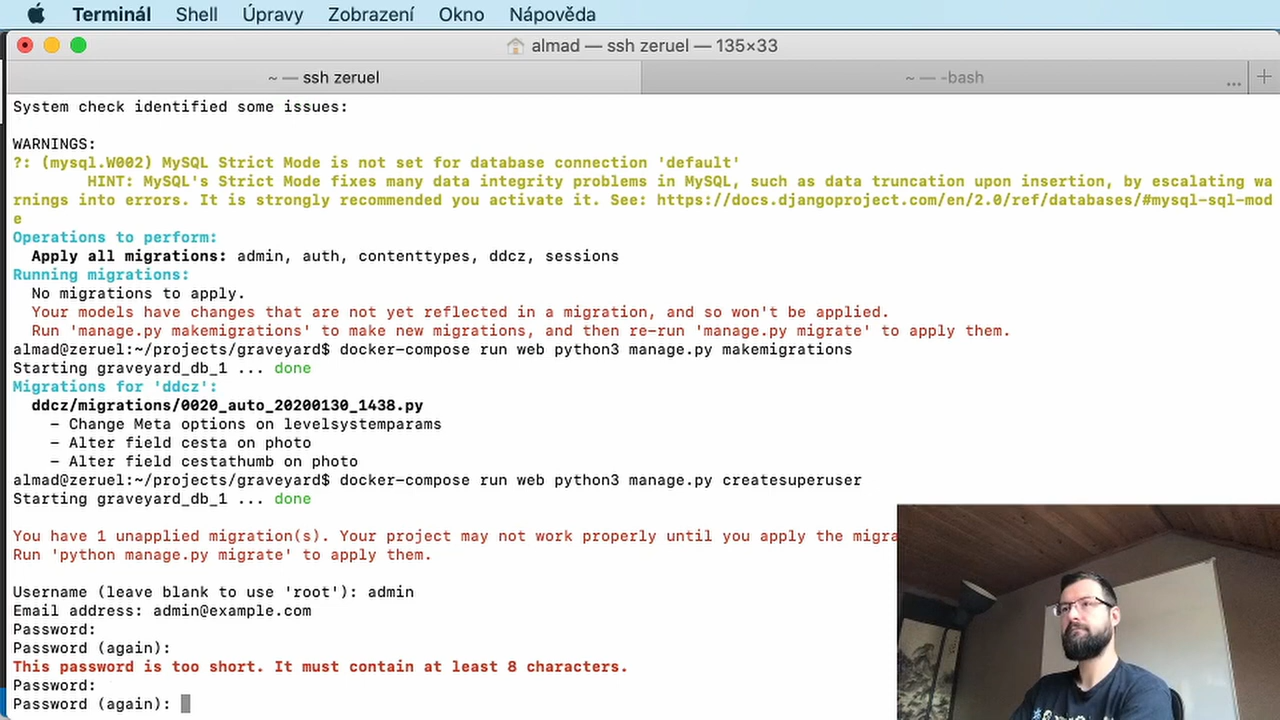 Terminál Shell Úpravy Zobrazení Okno Nápověda
almad — ssh zeruel — 135×33
~ — ssh zeruel
~ — -bash
... +
System check identified some issues:
WARNINGS:
?: (mysql.W002) MySQL Strict Mode is not set for database connection 'default'
HINT: MySQL's Strict Mode fixes many data integrity problems in MySQL, such as data truncation upon insertion, by escalating wa
rnings into errors. It is strongly recommended you activate it. See: https://docs.djangoproject.com/en/2.0/ref/databases/#mysql-sql-mod
e
Operations to perform:
Apply all migrations: admin, auth, contenttypes, ddcz, sessions
Running migrations:
No migrations to apply.
Your models have changes that are not yet reflected in a migration, and so won't be applied.
Run 'manage.py makemigrations' to make new migrations, and then re-run 'manage.py migrate' to apply them.
almad@zeruel:~/projects/graveyard$ docker-compose run web python3 manage.py makemigrations
Starting graveyard_db_1 ... done
Migrations for 'ddcz':
ddcz/migrations/0020_auto_20200130_1438.py
- Change Meta options on levelsystemparams
- Alter field cesta on photo
- Alter field cestathumb on photo
almad@zeruel:~/projects/graveyard$ docker-compose run web python3 manage.py createsuperuser
Starting graveyard_db_1 ... done
You have 1 unapplied migration(s). Your project may not work properly until you apply the migra
Run 'python manage.py migrate' to apply them.
Username (leave blank to use 'root'): admin
Email address: admin@example.com
Password:
Password (again):
This password is too short. It must contain at least 8 characters.
Password:
Password (again):